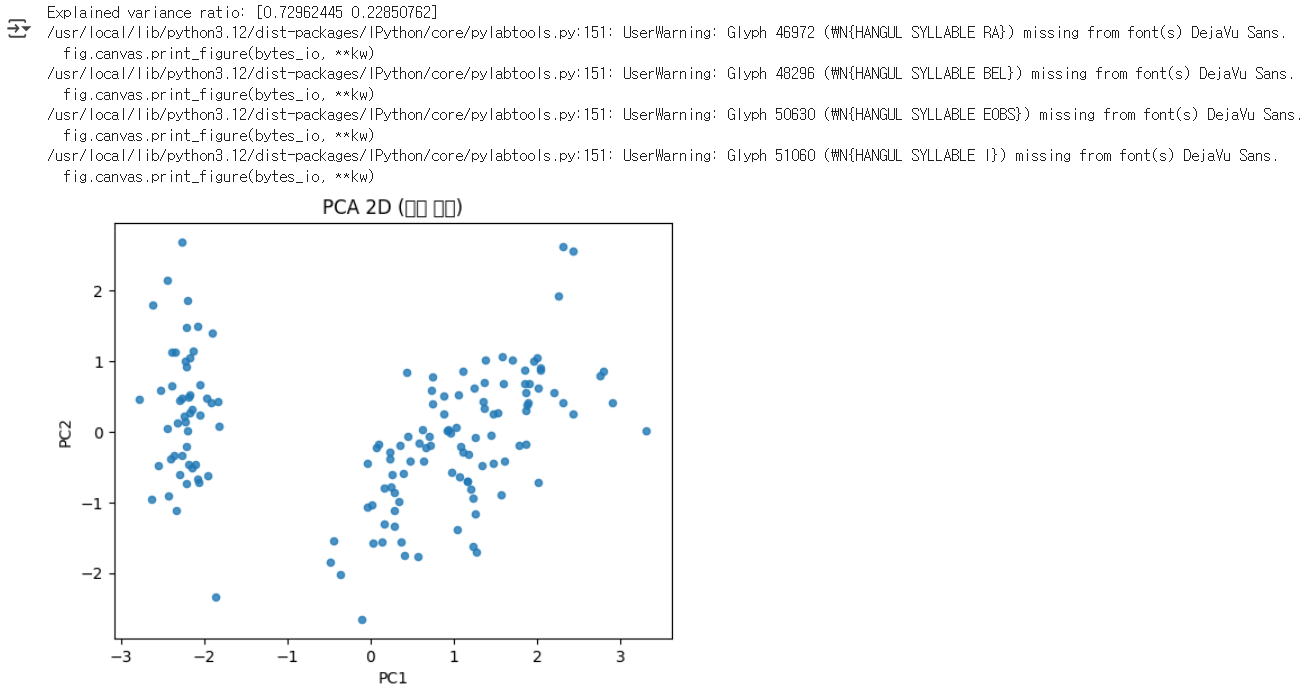 Explained variance ratio: [0.72962445 0.22850762]
/usr/local/lib/python3.12/dist-packages/IPython/core/pylabtools.py:151: UserWarning: Glyph 46972 (₩N{HANGUL SYLLABLE RA}) missing from font(s) DejaVu Sans.
fig.canvas.print_figure(bytes_io, **kw)
/usr/local/lib/python3.12/dist-packages/IPython/core/pylabtools.py:151: UserWarning: Glyph 48296 (₩N{HANGUL SYLLABLE BEL}) missing from font(s) DejaVu Sans.
fig.canvas.print_figure(bytes_io, **kw)
/usr/local/lib/python3.12/dist-packages/IPython/core/pylabtools.py:151: UserWarning: Glyph 50630 (₩N{HANGUL SYLLABLE EOBS}) missing from font(s) DejaVu Sans.
fig.canvas.print_figure(bytes_io, **kw)
/usr/local/lib/python3.12/dist-packages/IPython/core/pylabtools.py:151: UserWarning: Glyph 51060 (₩N{HANGUL SYLLABLE I}) missing from font(s) DejaVu Sans.
fig.canvas.print_figure(bytes_io, **kw)
PCA 2D (▯▯ ▯▯)
2
1
0
−1
−2
PC2
−3 −2 −1 0 1 2 3
PC1